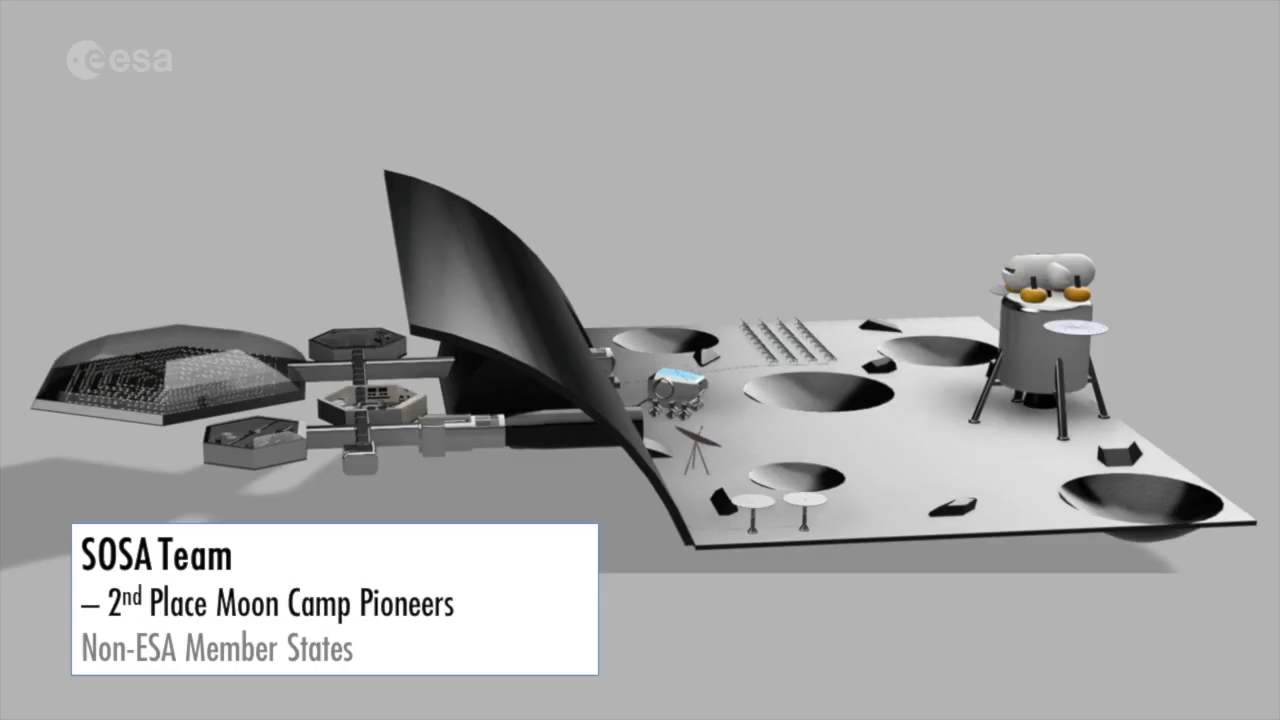 esa
SOSA Team
– 2nd Place Moon Camp Pioneers
Non-ESA Member States